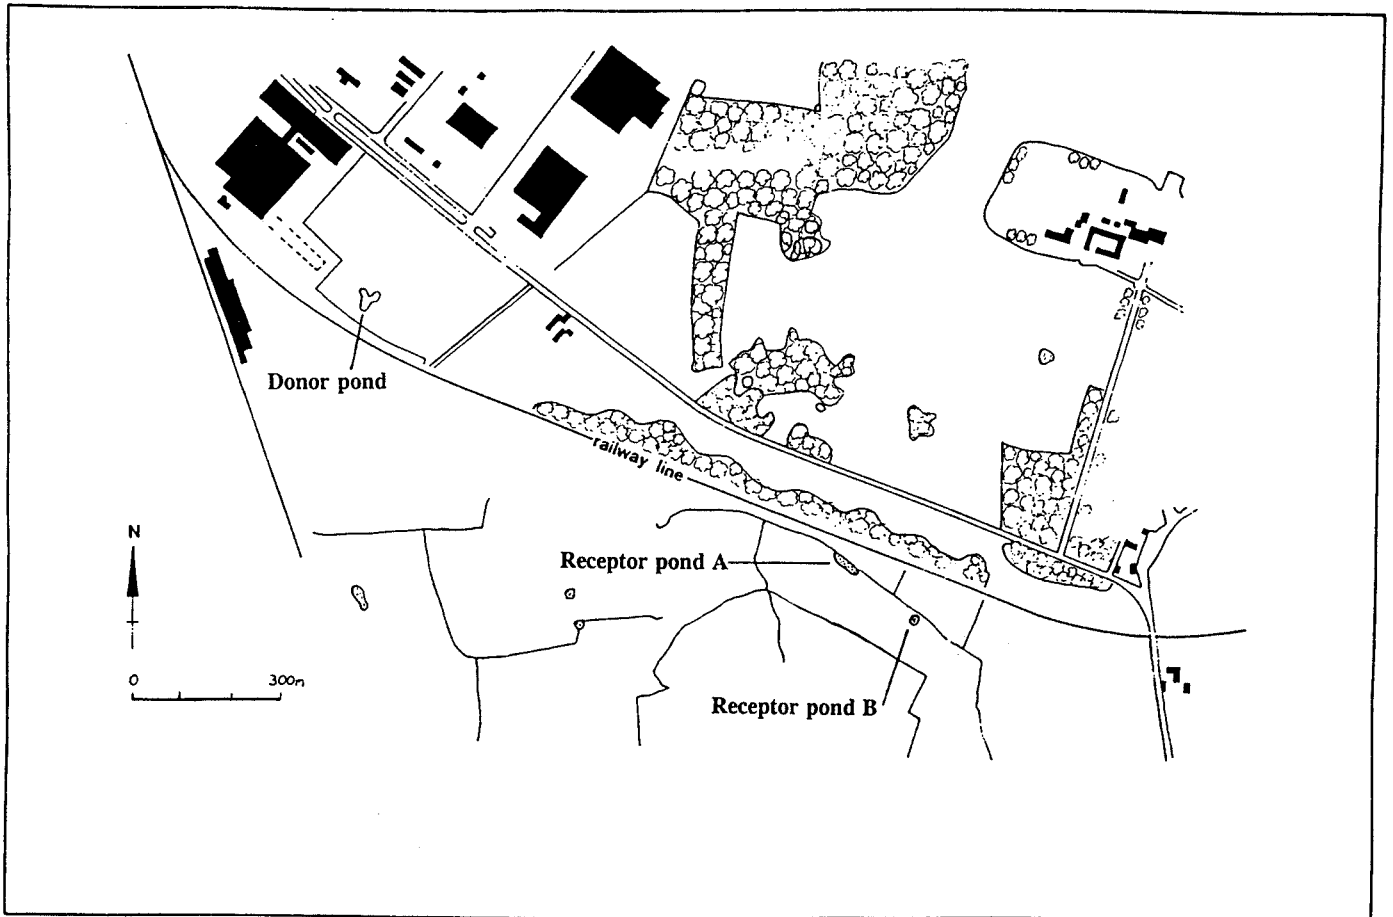 Donor pond
railway line
N
Receptor pond A
0 300m
Receptor pond B